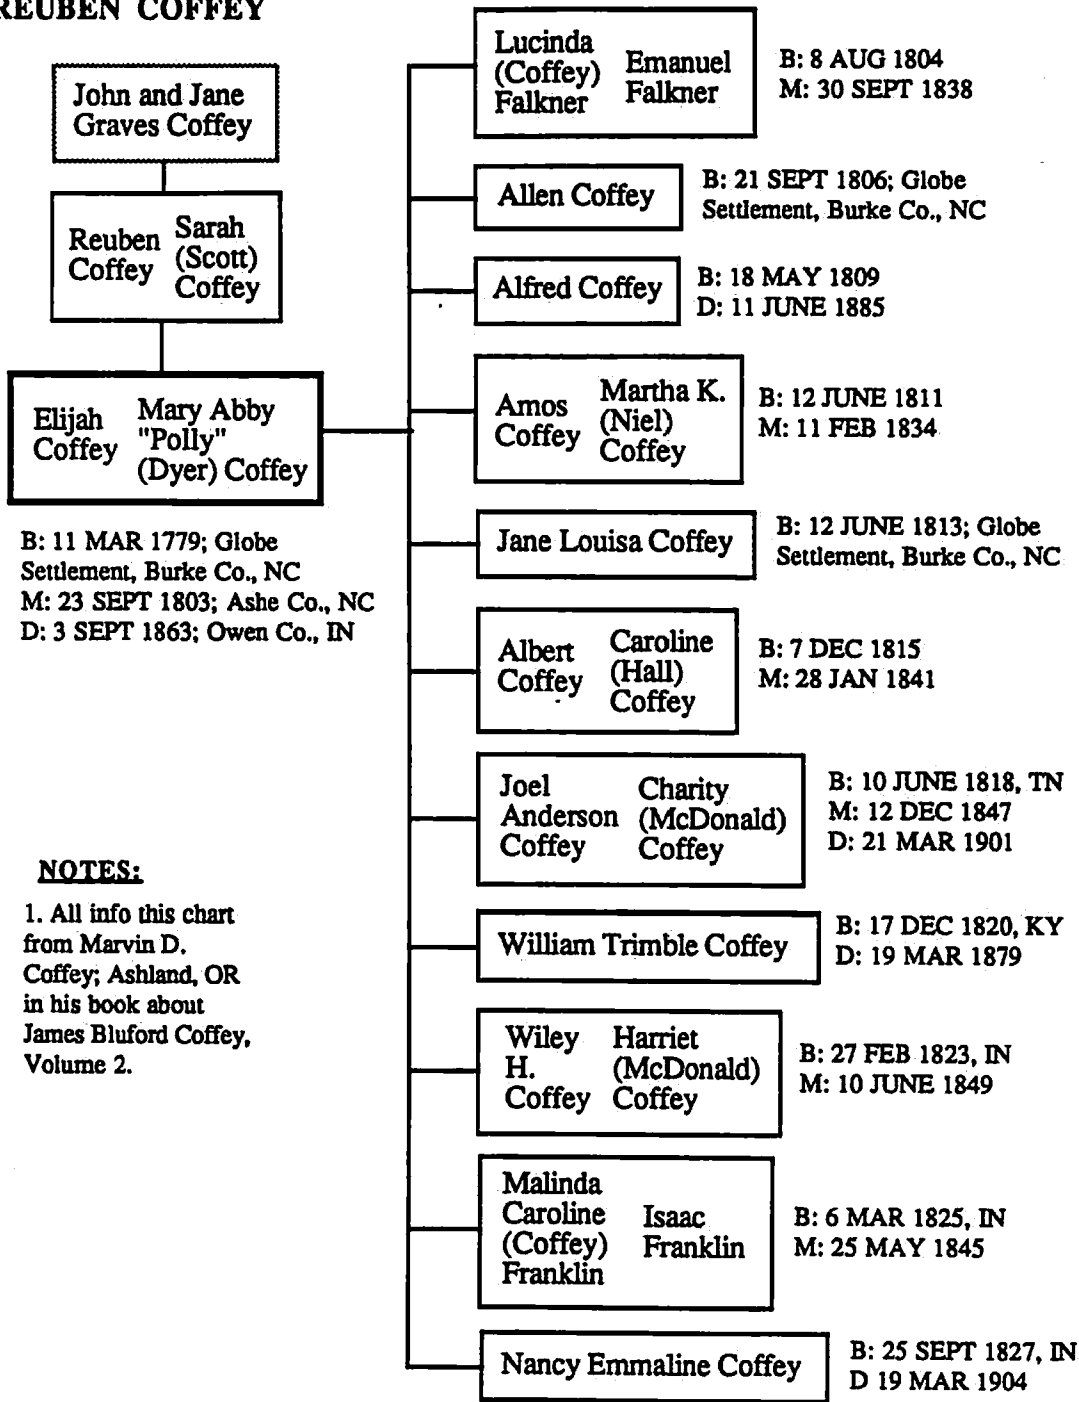 REUBEN COFFEY
John and Jane
Graves Coffey
Reuben
Coffey
Sarah
(Scott)
Coffey
Elijah
Coffey
Mary Abby
"Polly"
(Dyer) Coffey
B: 11 MAR 1779; Globe
Settlement, Burke Co., NC
M: 23 SEPT 1803; Ashe Co., NC
D: 3 SEPT 1863; Owen Co., IN
NOTES:
1. All info this chart
from Marvin D.
Coffey; Ashland, OR
in his book about
James Bluford Coffey,
Volume 2.
Lucinda
(Coffey)
Falkner
Emanuel
Falkner
B: 8 AUG 1804
M: 30 SEPT 1838
Allen Coffey
B: 21 SEPT 1806; Globe
Settlement, Burke Co., NC
Alfred Coffey
B: 18 MAY 1809
D: 11 JUNE 1885
Amos
Coffey
Martha K.
(Niel)
Coffey
B: 12 JUNE 1811
M: 11 FEB 1834
Jane Louisa Coffey
B: 12 JUNE 1813; Globe
Settlement, Burke Co., NC
Albert
Coffey
Caroline
(Hall)
Coffey
B: 7 DEC 1815
M: 28 JAN 1841
Joel
Anderson
Coffey
Charity
(McDonald)
Coffey
B: 10 JUNE 1818, TN
M: 12 DEC 1847
D: 21 MAR 1901
William Trimble Coffey
B: 17 DEC 1820, KY
D: 19 MAR 1879
Wiley
H.
Coffey
Harriet
(McDonald)
Coffey
B: 27 FEB 1823, IN
M: 10 JUNE 1849
Malinda
Caroline
(Coffey)
Franklin
Isaac
Franklin
B: 6 MAR 1825, IN
M: 25 MAY 1845
Nancy Emmaline Coffey
B: 25 SEPT 1827, IN
D 19 MAR 1904